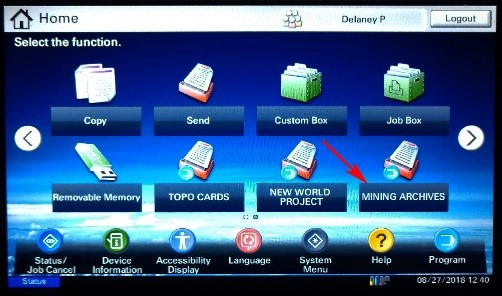 Home
Delaney P
Logout
Select the function.
Copy
Send
Custom Box
Job Box
Removable Memory
TOPO CARDS
NEW WORLD
PROJECT
MINING ARCHIVES
Status/
Job Cancel
Device
Information
Accessibility
Display
Language
System
Menu
Help
Program
Status
08/27/2018 12:40